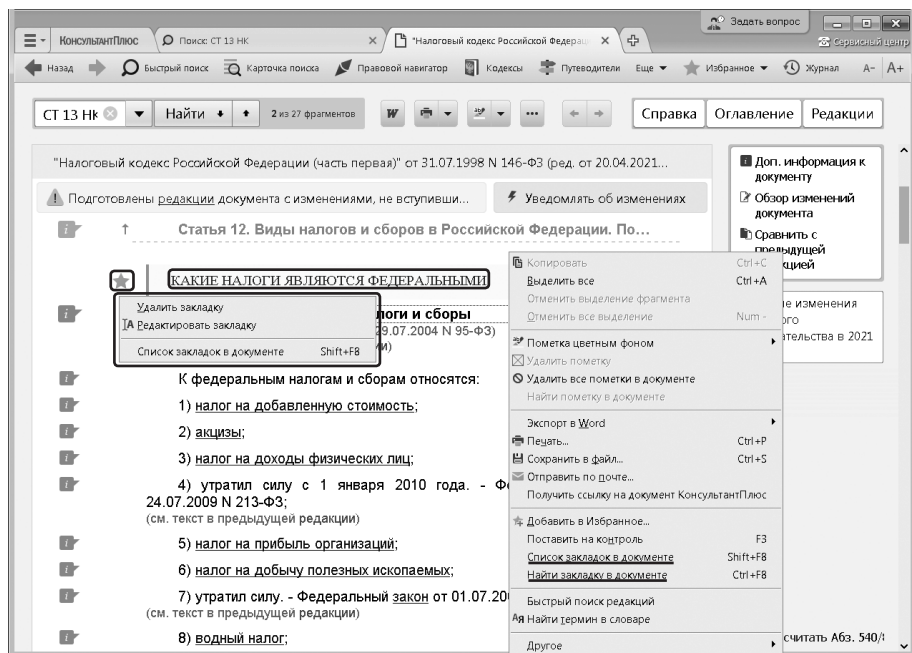 Задать вопрос
КонсультантПлюс
Поиск: СТ 13 НК
"Налоговый кодекс Российской Федерац
Сервисный центр
Назад
Быстрый поиск
Карточка поиска
Правовой навигатор
Кодексы
Путеводители
Еще
Избранное
Журнал
A−
A+
СТ 13 НК
Найти
2 из 27 фрагментов
W
Справка
Оглавление
Редакции
"Налоговый кодекс Российской Федерации (часть первая)" от 31.07.1998 N 146-ФЗ (ред. от 20.04.2021...
Подготовлены редакции документа с изменениями, не вступивши...
Уведомлять об изменениях
Доп. информация к
документу
Обзор изменений
документа
Сравнить с
предыдущей
Статья 12. Виды налогов и сборов в Российской Федерации. По...
КАКИЕ НАЛОГИ ЯВЛЯЮТСЯ ФЕДЕРАЛЬНЫМИ
Удалить закладку
Редактировать закладку
Список закладок в документе Shift+F8
логи и сборы
29.07.2004 N 95-ФЗ)
К федеральным налогам и сборам относятся:
1) налог на добавленную стоимость;
2) акцизы;
3) налог на доходы физических лиц;
4) утратил силу с 1 января 2010 года. - Фе
24.07.2009 N 213-ФЗ;
(см. текст в предыдущей редакции)
5) налог на прибыль организаций;
6) налог на добычу полезных ископаемых;
7) утратил силу. - Федеральный закон от 01.07.20
(см. текст в предыдущей редакции)
8) водный налог;
Копировать Ctrl+C
Выделить все Ctrl+A
Отменить выделение фрагмента
Отменить все выделение Num -
Пометка цветным фоном
Удалить пометку
Удалить все пометки в документе
Найти пометку в документе
Экспорт в Word
Печать... Ctrl+P
Сохранить в файл... Ctrl+S
Отправить по почте...
Получить ссылку на документ КонсультантПлюс
Добавить в Избранное...
Поставить на контроль F3
Список закладок в документе Shift+F8
Найти закладку в документе Ctrl+F8
Быстрый поиск редакций
Найти термин в словаре
Другое
кцией
е изменения
ого
ательства в 2021
считать Абз. 540/